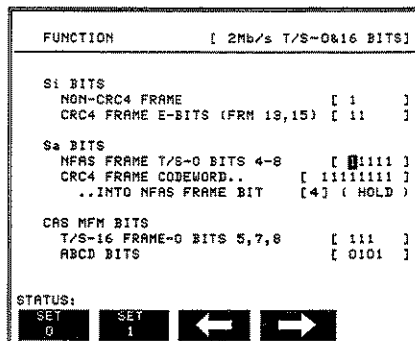 FUNCTION [ 2Mb/s T/S-0&16 BITS]
Si BITS
NON-CRC4 FRAME [ 1 ]
CRC4 FRAME E-BITS (FRM 13,15) [ 11 ]
Sa BITS
NFAS FRAME T/S-0 BITS 4-8 [ 11111 ]
CRC4 FRAME CODEWORD.. [ 11111111 ]
..INTO NFAS FRAME BIT [4] ( HOLD )
CAS MFM BITS
T/S-16 FRAME-0 BITS 5,7,8 [ 111 ]
ABCD BITS [ 0101 ]
STATUS:
SET 0 SET 1